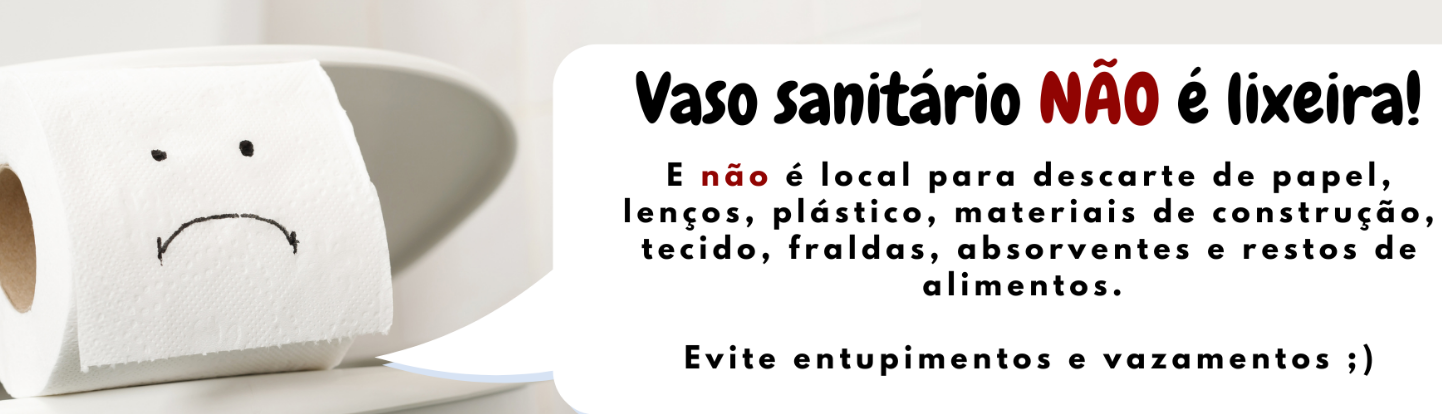 Vaso sanitário NÃO é lixeira!
E não é local para descarte de papel,
lenços, plástico, materiais de construção,
tecido, fraldas, absorventes e restos de
alimentos.
Evite entupimentos e vazamentos ;)